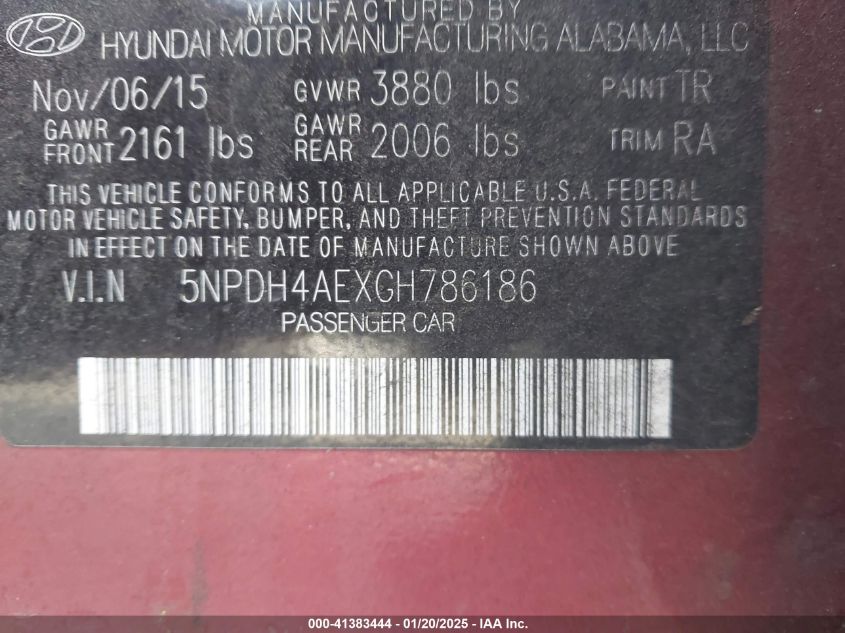 MANUFACTURED BY
HYUNDAI MOTOR MANUFACTURING ALABAMA, LLC
Nov/06/15 GVWR 3880 lbs PAINT TR
GAWR FRONT 2161 lbs GAWR REAR 2006 lbs TRIM RA
THIS VEHICLE CONFORMS TO ALL APPLICABLE U.S.A. FEDERAL
MOTOR VEHICLE SAFETY, BUMPER, AND THEFT PREVENTION STANDARDS
IN EFFECT ON THE DATE OF MANUFACTURE SHOWN ABOVE
V.I.N 5NPDH4AEXGH786186
PASSENGER CAR
000-41383444 - 01/20/2025 - IAA Inc.